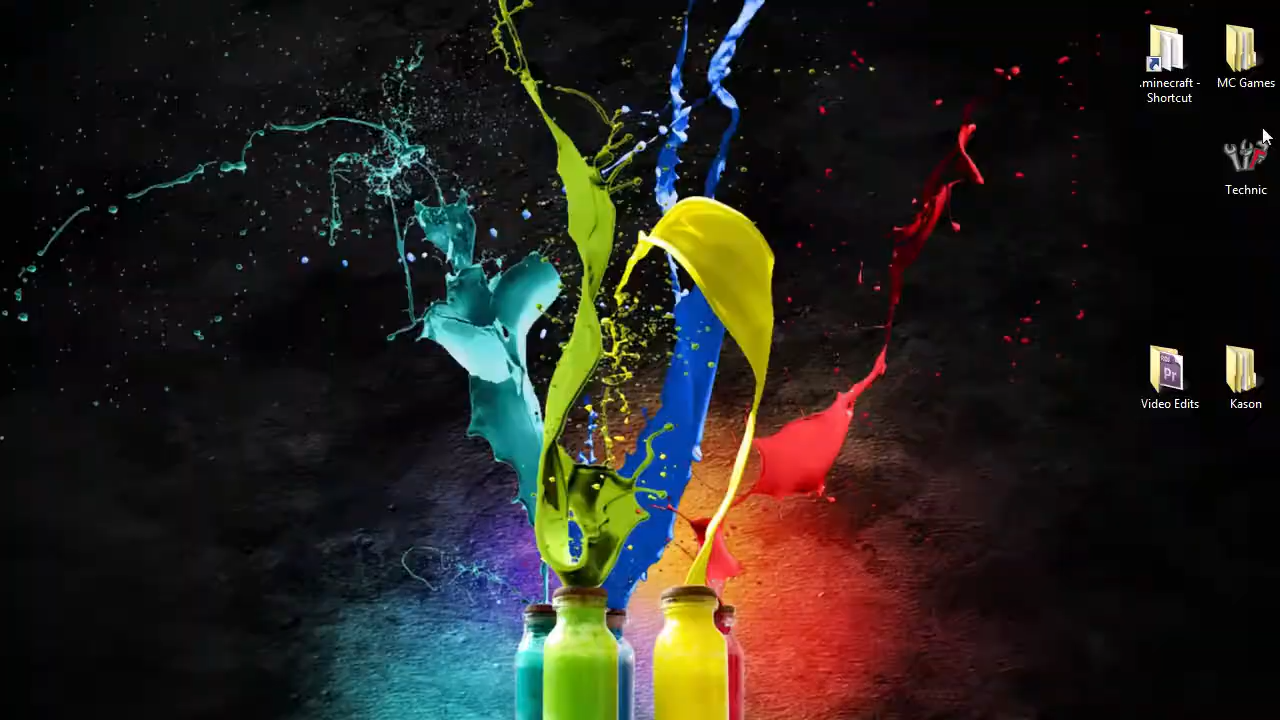 .minecraft -
Shortcut
MC Games
Technic
Video Edits
Kason